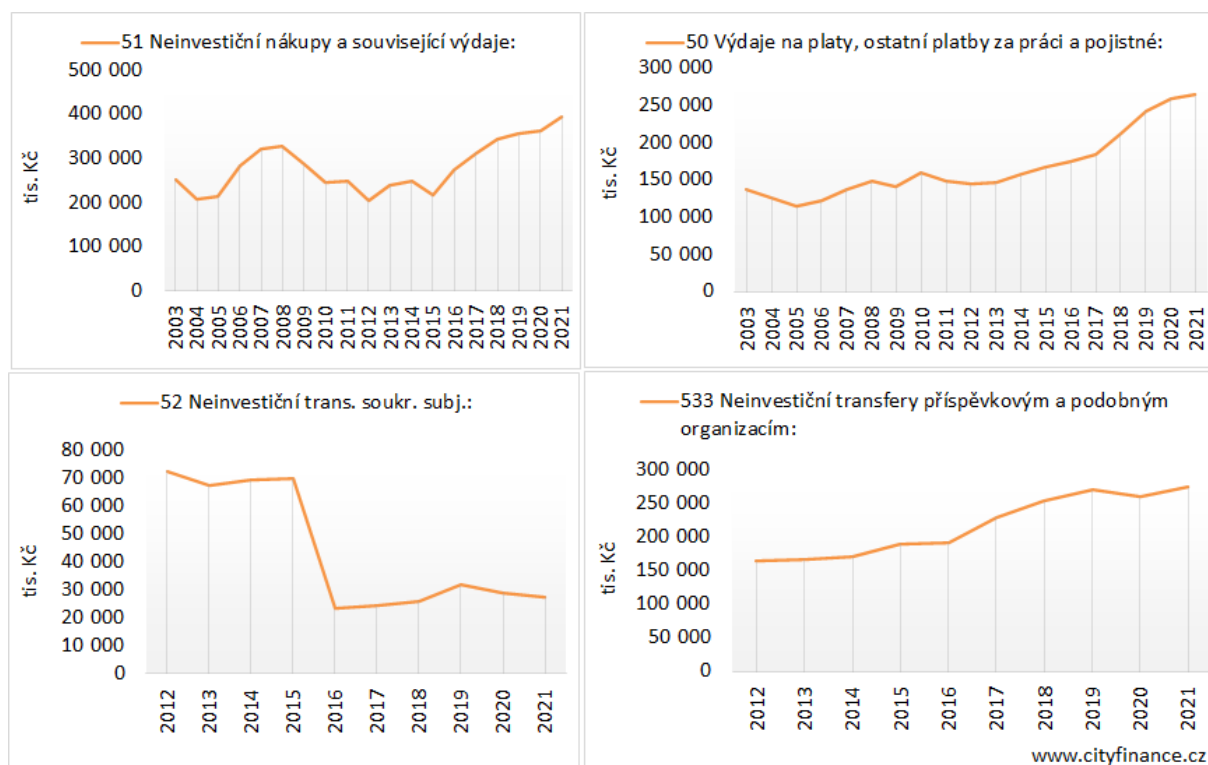 51 Neinvestiční nákupy a související výdaje:
500 000
400 000
300 000
200 000
100 000
0
tis. Kč
2003 2004 2005 2006 2007 2008 2009 2010 2011 2012 2013 2014 2015 2016 2017 2018 2019 2020 2021
50 Výdaje na platy, ostatní platby za práci a pojistné:
300 000
250 000
200 000
150 000
100 000
50 000
0
tis. Kč
2003 2004 2005 2006 2007 2008 2009 2010 2011 2012 2013 2014 2015 2016 2017 2018 2019 2020 2021
52 Neinvestiční trans. soukr. subj.:
80 000
70 000
60 000
50 000
40 000
30 000
20 000
10 000
0
tis. Kč
2012 2013 2014 2015 2016 2017 2018 2019 2020 2021
533 Neinvestiční transfery příspěvkovým a podobným
organizacím:
300 000
250 000
200 000
150 000
100 000
50 000
0
tis. Kč
2012 2013 2014 2015 2016 2017 2018 2019 2020 2021
www.cityfinance.cz